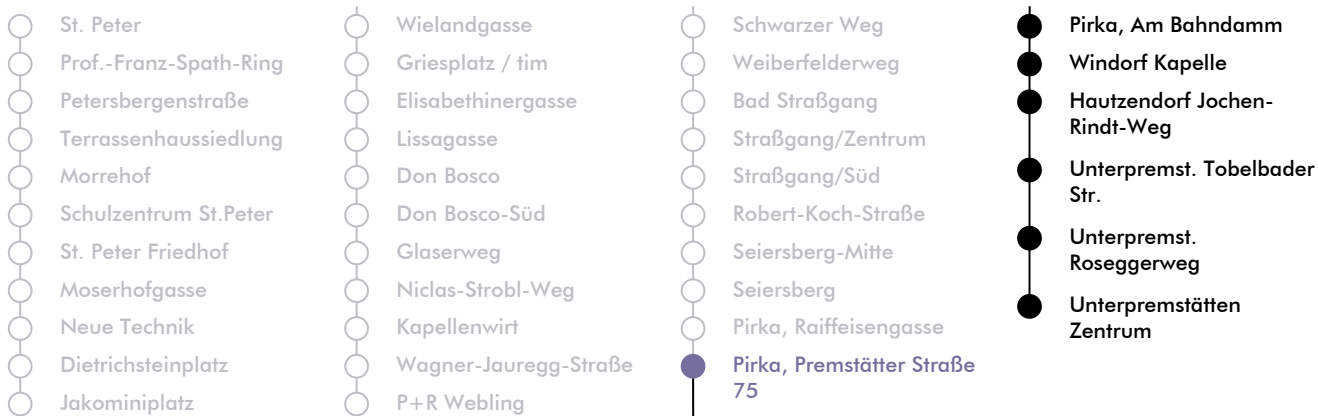 St. Peter
Prof.-Franz-Spath-Ring
Petersbergenstraße
Terrassenhaussiedlung
Morrehof
Schulzentrum St.Peter
St. Peter Friedhof
Moserhofgasse
Neue Technik
Dietrichsteinplatz
Jakominiplatz
Wielandgasse
Griesplatz / tim
Elisabethinergasse
Lissagasse
Don Bosco
Don Bosco-Süd
Glaserweg
Niclas-Strobl-Weg
Kapellenwirt
Wagner-Jauregg-Straße
P+R Webling
Schwarzer Weg
Weiberfelderweg
Bad Straßgang
Straßgang/Zentrum
Straßgang/Süd
Robert-Koch-Straße
Seiersberg-Mitte
Seiersberg
Pirka, Raiffeisengasse
Pirka, Premstätter Straße
75
Pirka, Am Bahndamm
Windorf Kapelle
Hautzendorf Jochen-
Rindt-Weg
Unterpremst. Tobelbader
Str.
Unterpremst.
Roseggerweg
Unterpremstätten
Zentrum